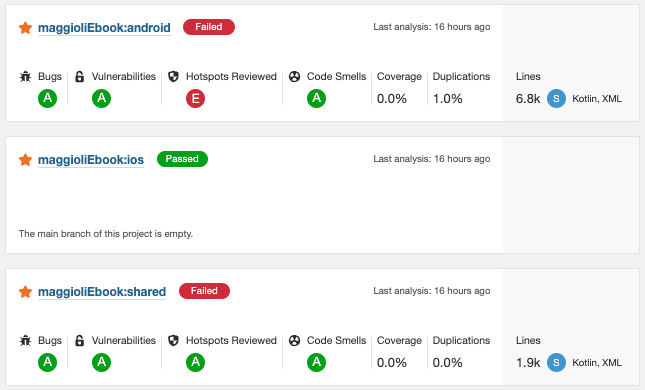 maggioliEbook:android Failed Last analysis: 16 hours ago
Bugs Vulnerabilities Hotspots Reviewed Code Smells Coverage Duplications Lines
A A E A 0.0% 1.0% 6.8k S Kotlin, XML
maggioliEbook:ios Passed Last analysis: 16 hours ago
The main branch of this project is empty.
maggioliEbook:shared Failed Last analysis: 16 hours ago
Bugs Vulnerabilities Hotspots Reviewed Code Smells Coverage Duplications Lines
A A A A 0.0% 0.0% 1.9k S Kotlin, XML